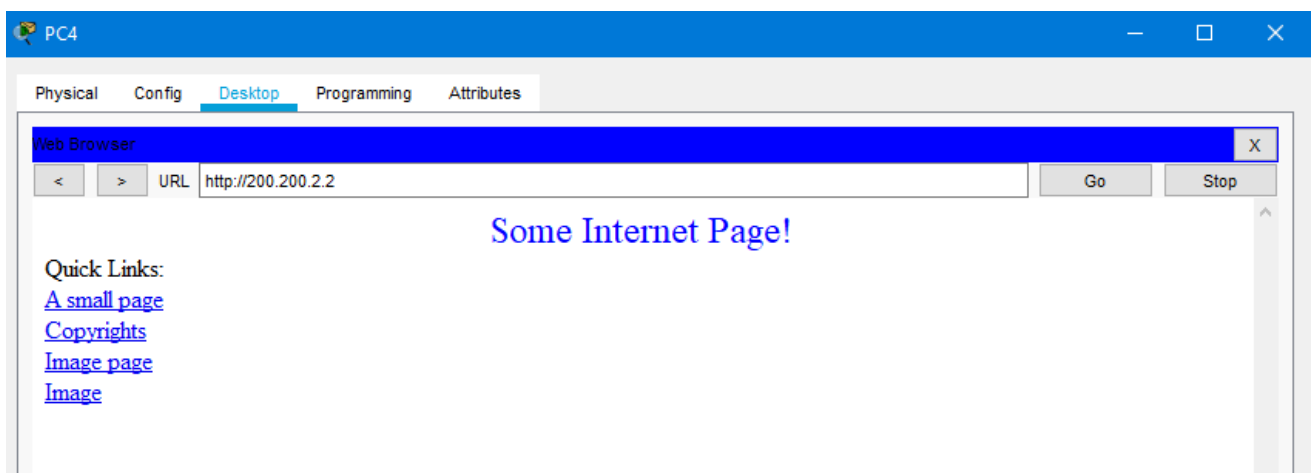 PC4
Physical Config Desktop Programming Attributes
Web Browser X
< > URL http://200.200.2.2 Go Stop
Some Internet Page!
Quick Links:
A small page
Copyrights
Image page
Image